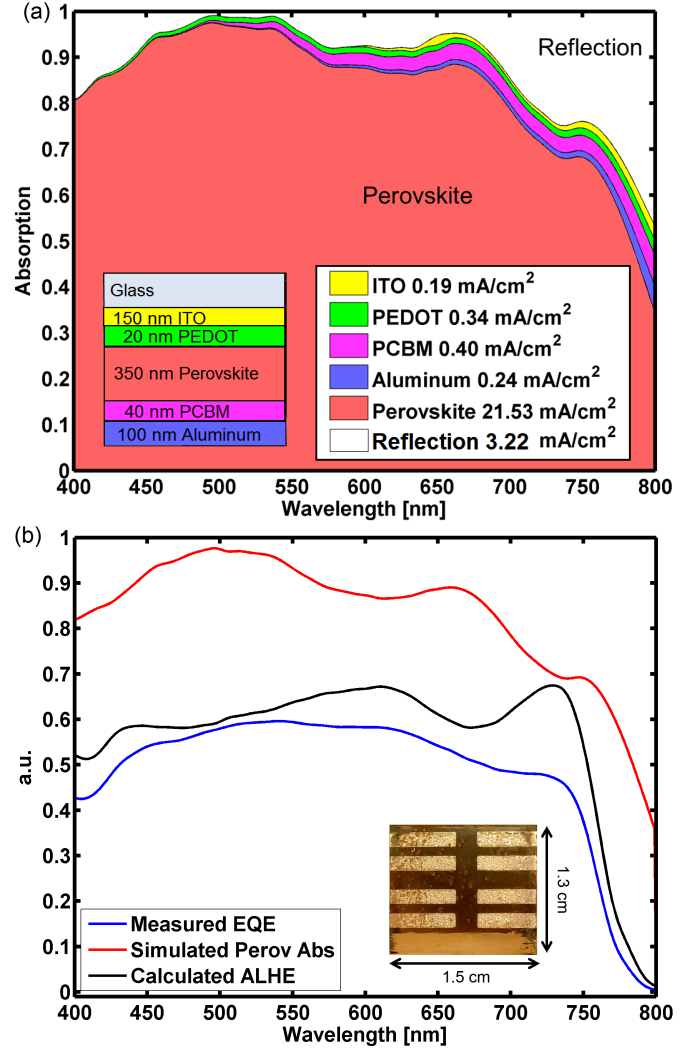 (a)
1
0.9
0.8
0.7
0.6
0.5
0.4
0.3
0.2
0.1
0
Absorption
Reflection
Perovskite
Glass
150 nm ITO
20 nm PEDOT
350 nm Perovskite
40 nm PCBM
100 nm Aluminum
ITO 0.19 mA/cm²
PEDOT 0.34 mA/cm²
PCBM 0.40 mA/cm²
Aluminum 0.24 mA/cm²
Perovskite 21.53 mA/cm²
Reflection 3.22 mA/cm²
400 450 500 550 600 650 700 750 800
Wavelength [nm]
(b)
1
0.9
0.8
0.7
0.6
0.5
0.4
0.3
0.2
0.1
0
a.u.
Measured EQE
Simulated Perov Abs
Calculated ALHE
1.3 cm
1.5 cm
400 450 500 550 600 650 700 750 800
Wavelength [nm]